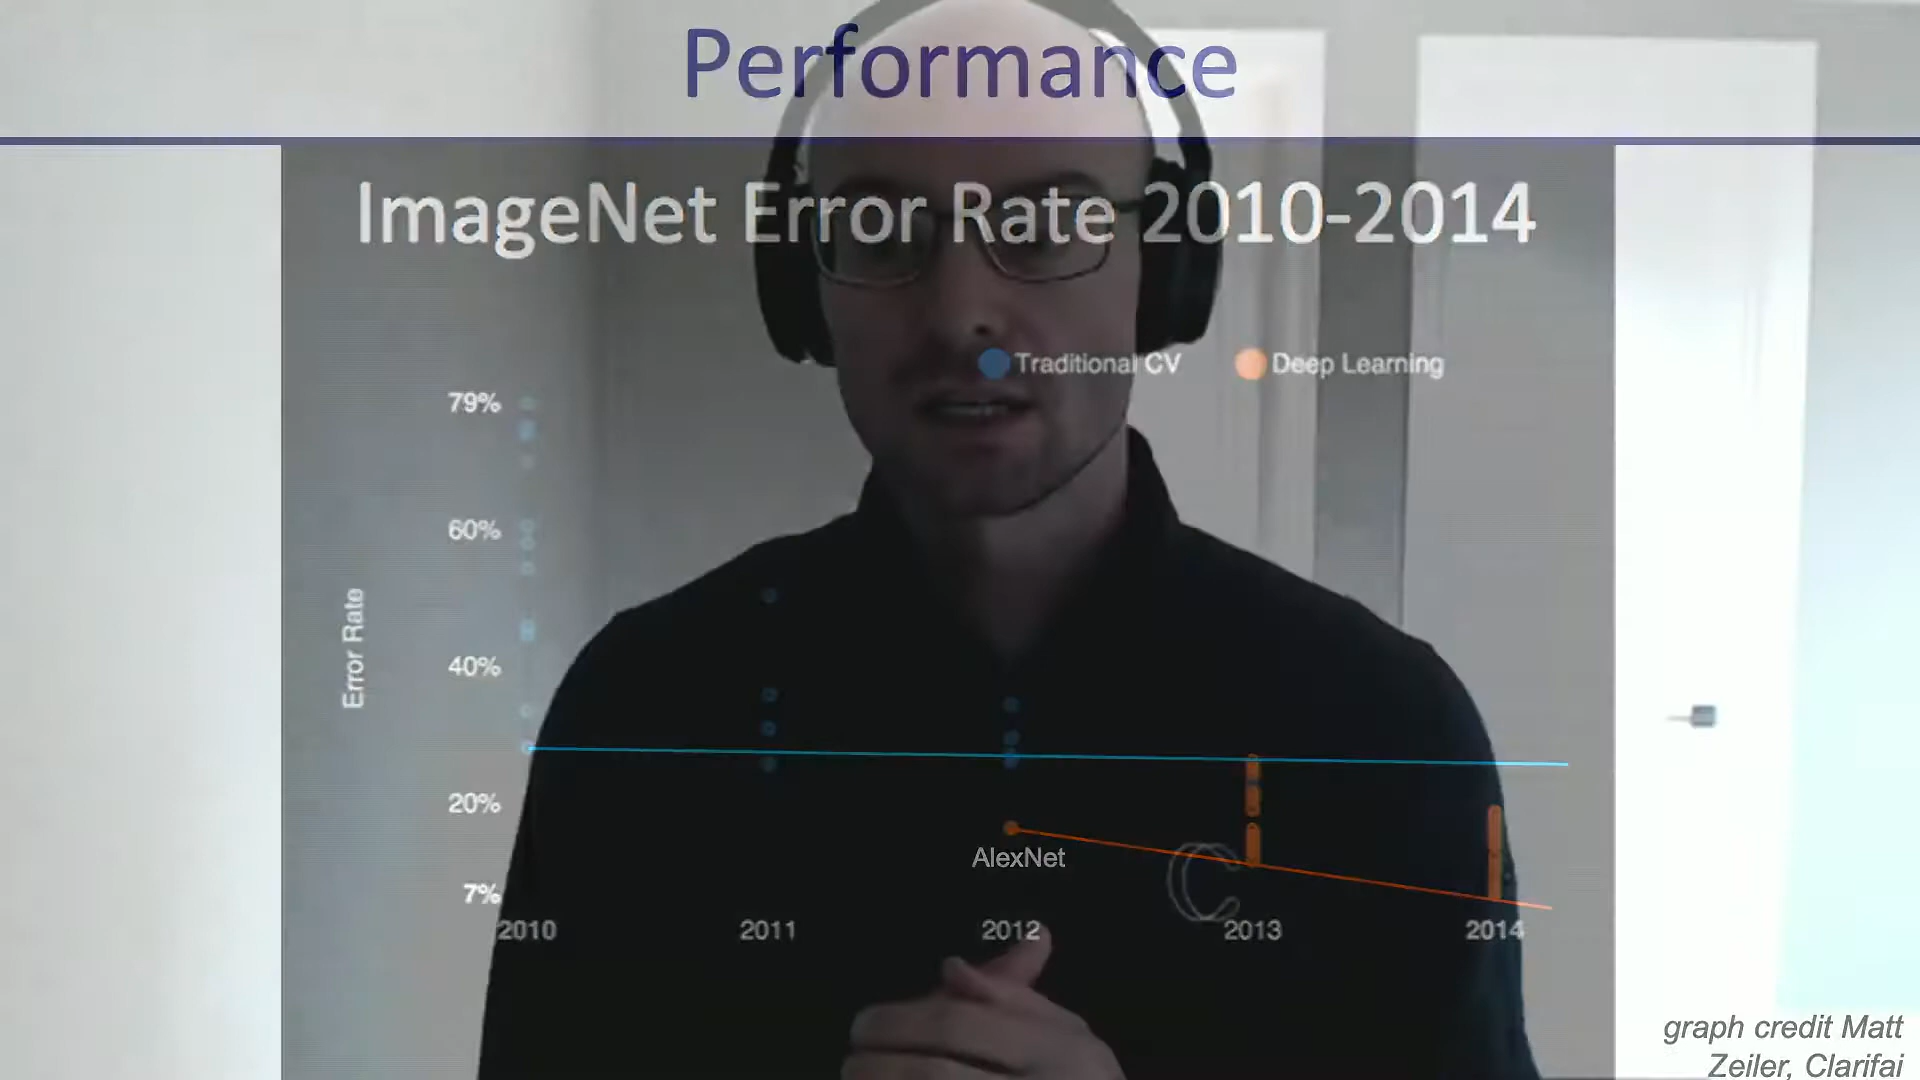 Performance
ImageNet Error Rate 2010-2014
Traditional CV
Deep Learning
79%
60%
Error Rate
40%
20%
AlexNet
7%
2010
2011
2012
2013
2014
graph credit Matt
Zeiler, Clarifai